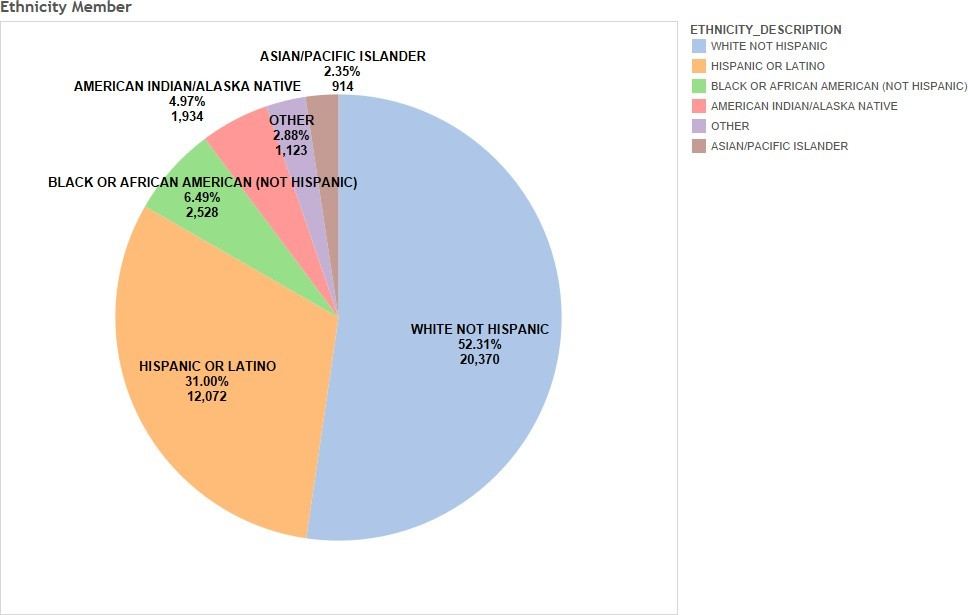 Ethnicity Member
ASIAN/PACIFIC ISLANDER
2.35%
914
AMERICAN INDIAN/ALASKA NATIVE
4.97%
1,934
OTHER
2.88%
1,123
BLACK OR AFRICAN AMERICAN (NOT HISPANIC)
6.49%
2,528
WHITE NOT HISPANIC
52.31%
20,370
HISPANIC OR LATINO
31.00%
12,072
ETHNICITY_DESCRIPTION
WHITE NOT HISPANIC
HISPANIC OR LATINO
BLACK OR AFRICAN AMERICAN (NOT HISPANIC)
AMERICAN INDIAN/ALASKA NATIVE
OTHER
ASIAN/PACIFIC ISLANDER